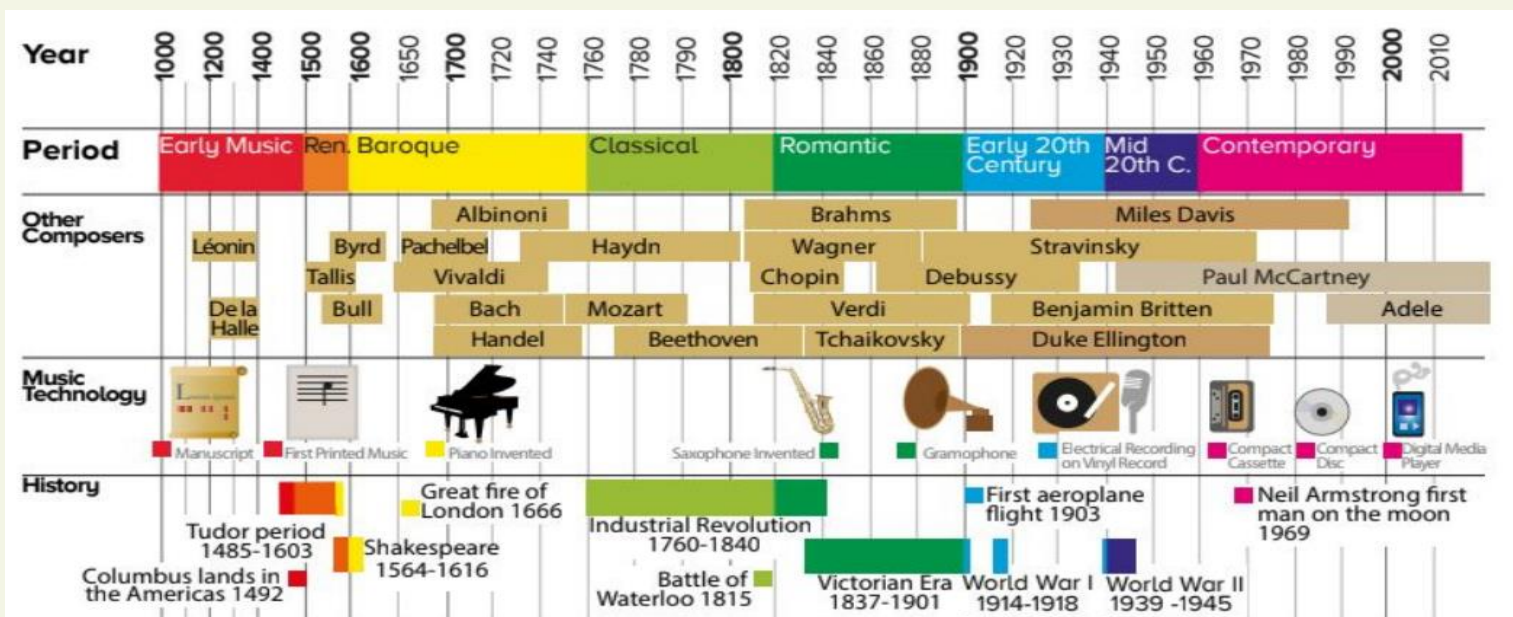 Year
1000 1200 1400 1500 1600 1650 1700 1720 1740 1760 1780 1790 1800 1820 1840 1860 1880 1900 1920 1930 1940 1950 1960 1970 1980 1990 2000 2010
Period
Early Music Ren. Baroque Classical Romantic Early 20th Century Mid 20th C. Contemporary
Other
Composers
Albinoni Brahms Miles Davis
Léonin Byrd Pachelbel Haydn Wagner Stravinsky
Tallis Vivaldi Chopin Debussy Paul McCartney
De la Halle Bull Bach Mozart Verdi Benjamin Britten Adele
Handel Beethoven Tchaikovsky Duke Ellington
Music
Technology
Manuscript
First Printed Music
Piano Invented
Saxophone Invented
Gramophone
Electrical Recording
on Vinyl Record
Compact
Cassette
Compact
Disc
Digital Media
Player
History
Tudor period
1485-1603
Columbus lands in
the Americas 1492
Shakespeare
1564-1616
Great fire of
London 1666
Industrial Revolution
1760-1840
Battle of
Waterloo 1815
Victorian Era
1837-1901
First aeroplane
flight 1903
World War I
1914-1918
World War II
1939 -1945
Neil Armstrong first
man on the moon
1969